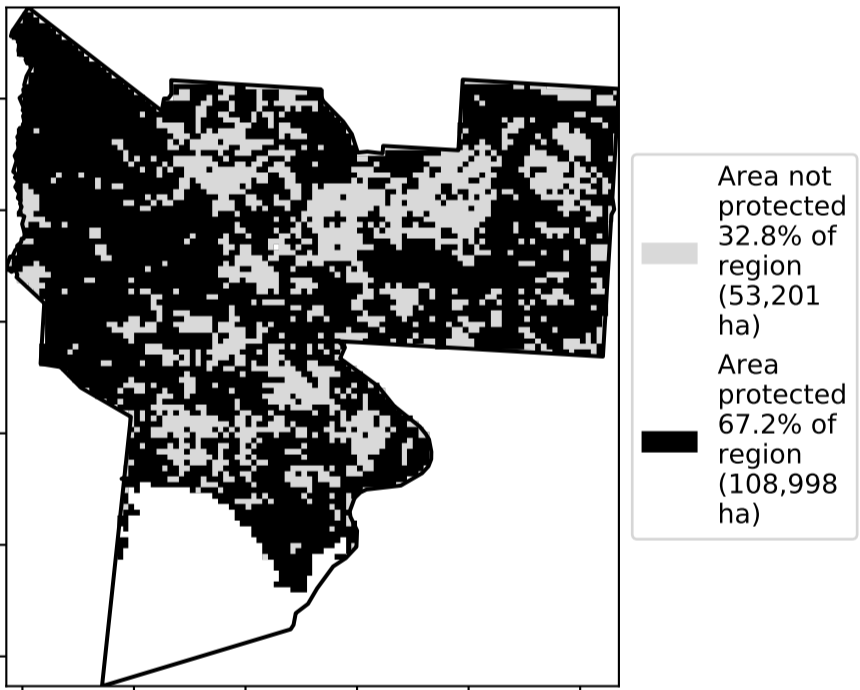 Area not
protected
32.8% of
region
(53,201
ha)
Area
protected
67.2% of
region
(108,998
ha)